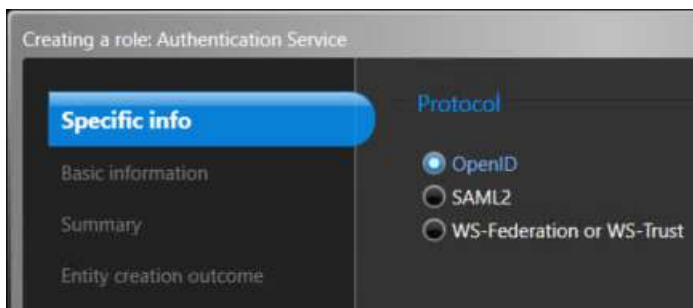 Creating a role: Authentication Service
Specific info
Basic information
Summary
Entity creation outcome
Protocol
OpenID
SAML2
WS-Federation or WS-Trust